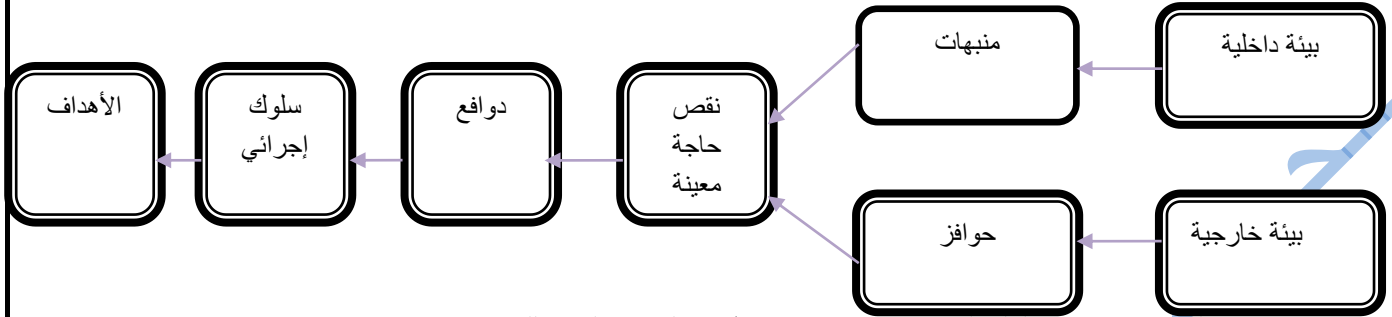 بيئة داخلية
منبهات
بيئة خارجية
حوافز
نقص
حاجة
معينة
دوافع
سلوك
إجرائي
الأهداف